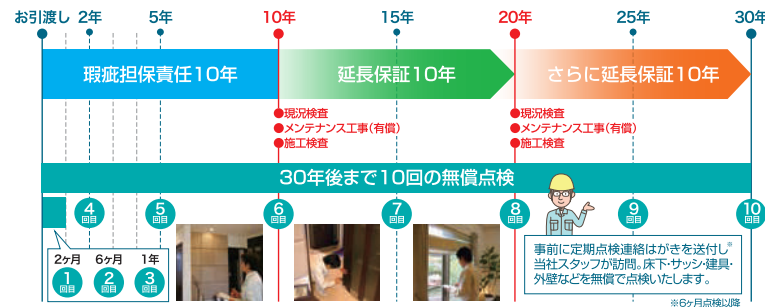 お引渡し 2年 5年 10年 15年 20年 25年 30年
瑕疵担保責任10年 延長保証10年 さらに延長保証10年
現況検査 現況検査
メンテナンス工事(有償) メンテナンス工事(有償)
施工検査 施工検査
30年後まで10回の無償点検
4回目 5回目 6回目 7回目 8回目 9回目 10回目
2ヶ月 6ヶ月 1年
1回目 2回目 3回目
事前に定期点検連絡はがきを送付し※
当社スタッフが訪問。床下・サッシ・建具・
外壁などを無償で点検いたします。
※6ヶ月点検以降